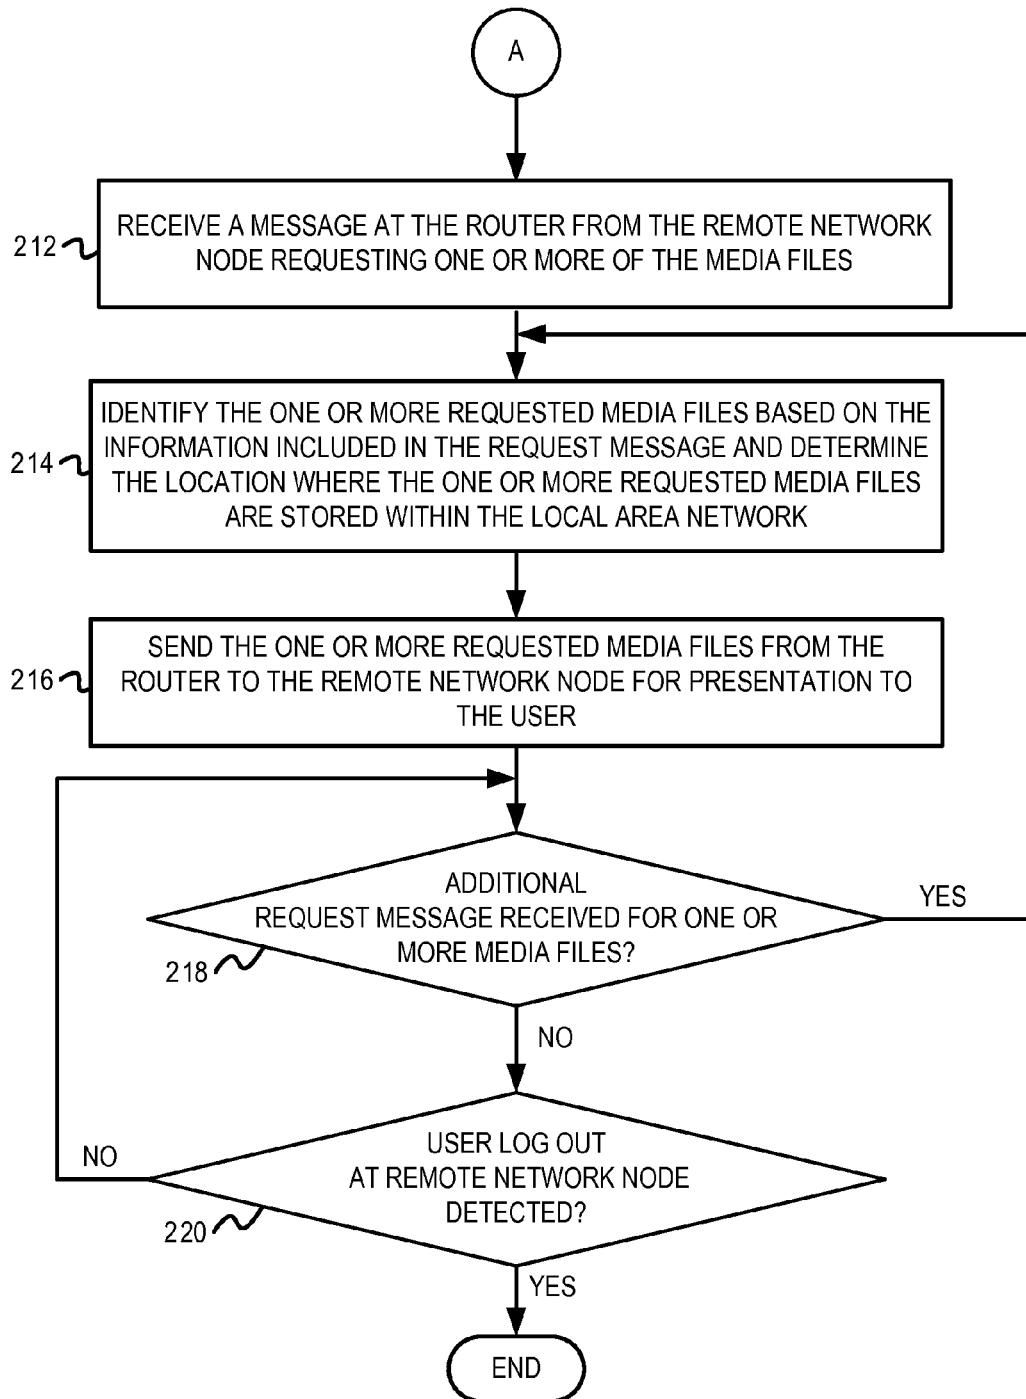 A
RECEIVE A MESSAGE AT THE ROUTER FROM THE REMOTE NETWORK
NODE REQUESTING ONE OR MORE OF THE MEDIA FILES
212
IDENTIFY THE ONE OR MORE REQUESTED MEDIA FILES BASED ON THE
INFORMATION INCLUDED IN THE REQUEST MESSAGE AND DETERMINE
THE LOCATION WHERE THE ONE OR MORE REQUESTED MEDIA FILES
ARE STORED WITHIN THE LOCAL AREA NETWORK
214
SEND THE ONE OR MORE REQUESTED MEDIA FILES FROM THE
ROUTER TO THE REMOTE NETWORK NODE FOR PRESENTATION TO
THE USER
216
ADDITIONAL
REQUEST MESSAGE RECEIVED FOR ONE OR
MORE MEDIA FILES?
218
YES
NO
USER LOG OUT
AT REMOTE NETWORK NODE
DETECTED?
220
NO
YES
END